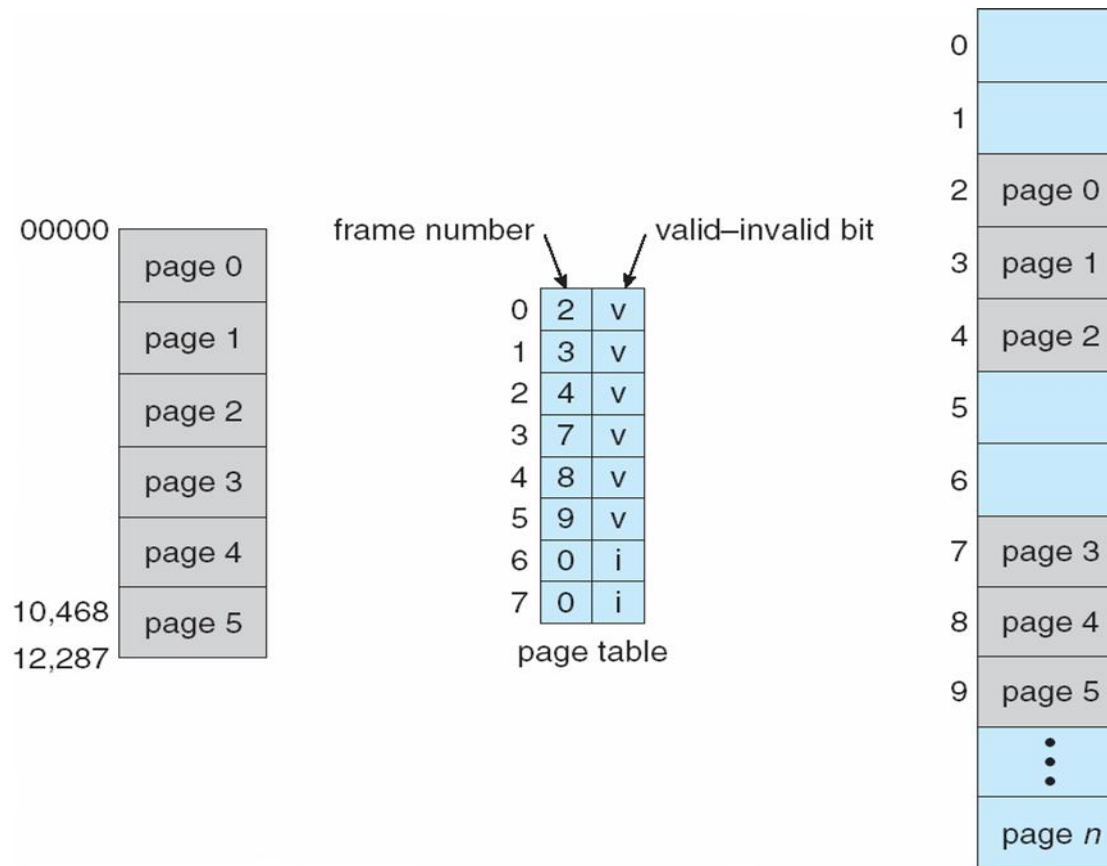 00000
page 0
page 1
page 2
page 3
page 4
10,468
page 5
12,287
frame number
valid–invalid bit
0 2 v
1 3 v
2 4 v
3 7 v
4 8 v
5 9 v
6 0 i
7 0 i
page table
0
1
2 page 0
3 page 1
4 page 2
5
6
7 page 3
8 page 4
9 page 5
page n